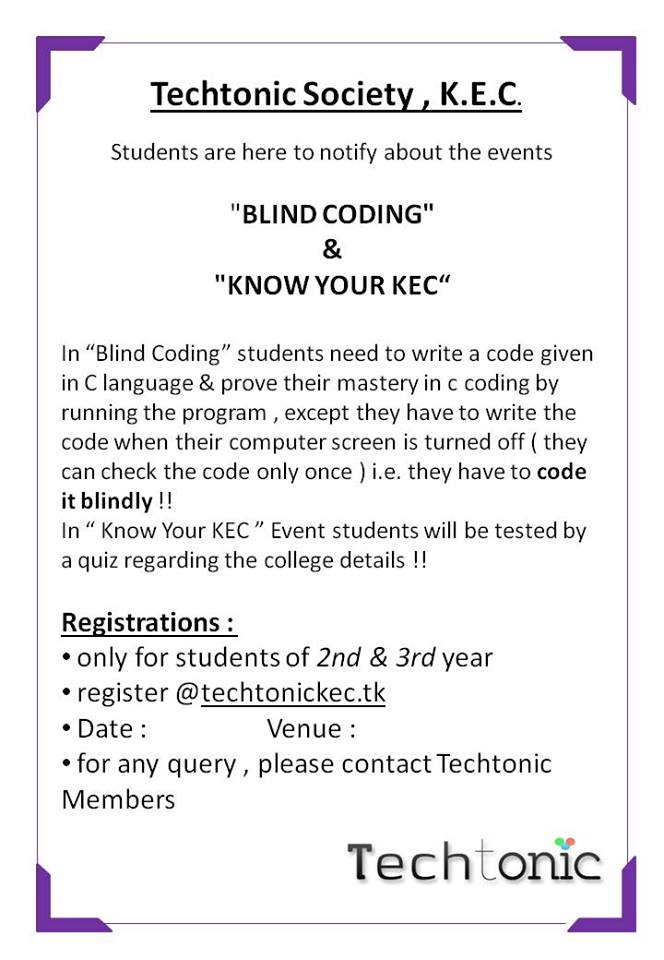 Techtonic Society , K.E.C.
Students are here to notify about the events
"BLIND CODING"
&
"KNOW YOUR KEC“
In “Blind Coding” students need to write a code given
in C language & prove their mastery in c coding by
running the program , except they have to write the
code when their computer screen is turned off ( they
can check the code only once ) i.e. they have to code
it blindly !!
In “ Know Your KEC ” Event students will be tested by
a quiz regarding the college details !!
Registrations :
• only for students of 2nd & 3rd year
• register @techtonickec.tk
• Date : Venue :
• for any query , please contact Techtonic
Members
Techtonic